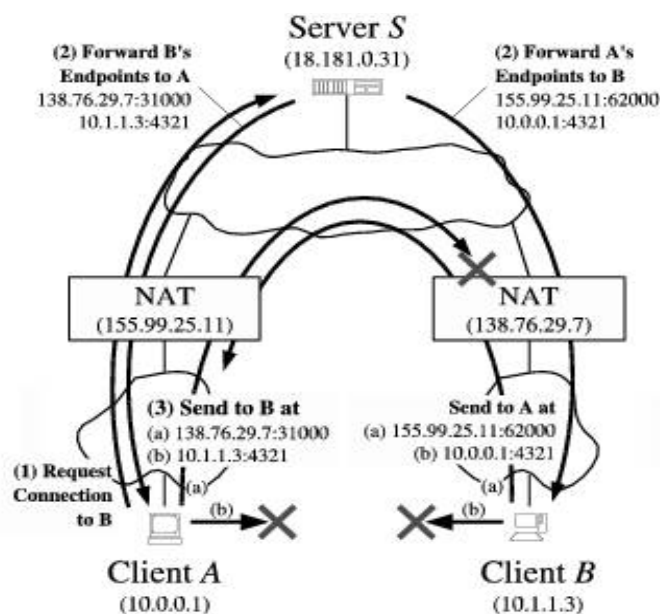 Server S
(18.181.0.31)
(2) Forward B's
Endpoints to A
138.76.29.7:31000
10.1.1.3:4321
(2) Forward A's
Endpoints to B
155.99.25.11:62000
10.0.0.1:4321
NAT
(155.99.25.11)
NAT
(138.76.29.7)
(3) Send to B at
(a) 138.76.29.7:31000
(b) 10.1.1.3:4321
Send to A at
(a) 155.99.25.11:62000
(b) 10.0.0.1:4321
(1) Request
Connection
to B
(a)
(b)
(a)
(b)
Client A
(10.0.0.1)
Client B
(10.1.1.3)